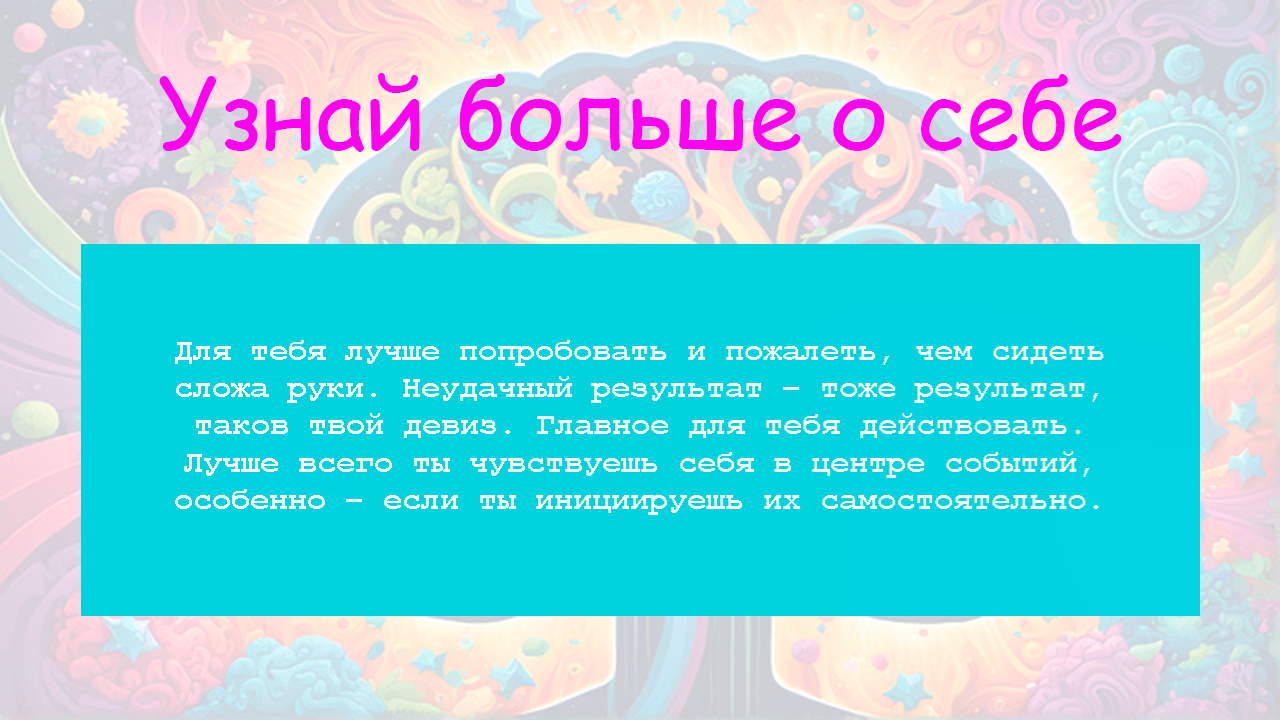 Узнай больше о себе
Для тебя лучше попробовать и пожалеть, чем сидеть
сложа руки. Неудачный результат – тоже результат,
таков твой девиз. Главное для тебя действовать.
Лучше всего ты чувствуешь себя в центре событий,
особенно – если ты инициируешь их самостоятельно.